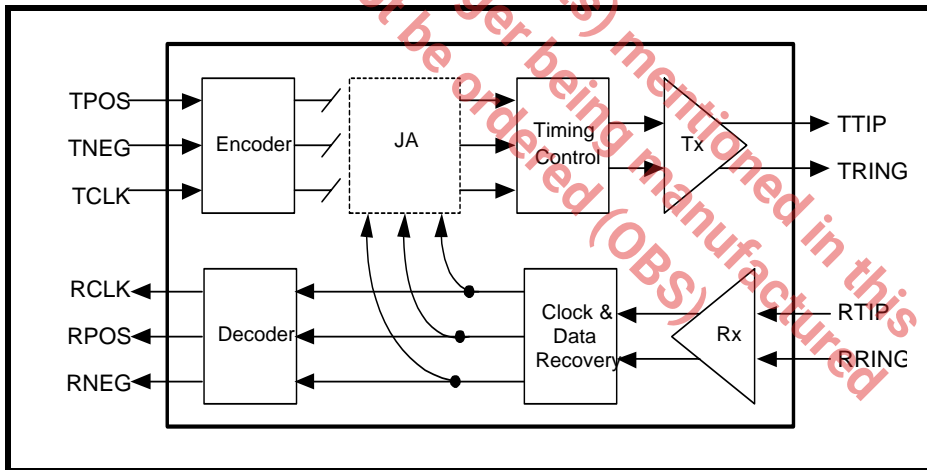 TPOS
TNEG
TCLK
Encoder
JA
Timing
Control
Tx
TTIP
TRING
RCLK
RPOS
RNEG
Decoder
Clock &
Data
Recovery
Rx
RTIP
RRING
mentioned in this
ger being manufactured
t be ordered (OBS)